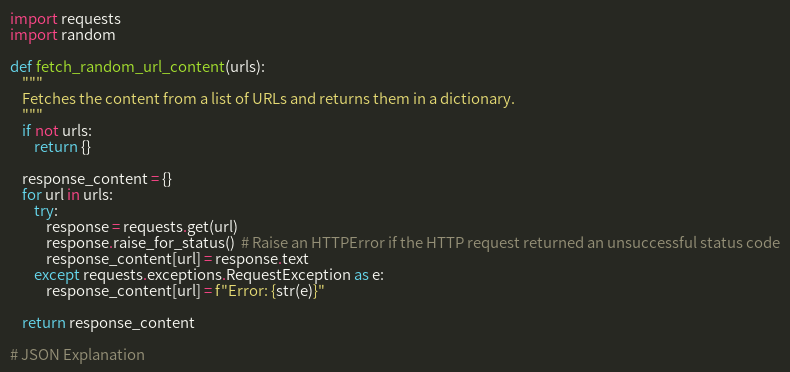 import requests
import random

def fetch_random_url_content(urls):
    """
    Fetches the content from a list of URLs and returns them in a dictionary.
    """
    if not urls:
        return {}

    response_content = {}
    for url in urls:
        try:
            response = requests.get(url)
            response.raise_for_status()  # Raise an HTTPError if the HTTP request returned an unsuccessful status code
            response_content[url] = response.text
        except requests.exceptions.RequestException as e:
            response_content[url] = f"Error: {str(e)}"

    return response_content

# JSON Explanation